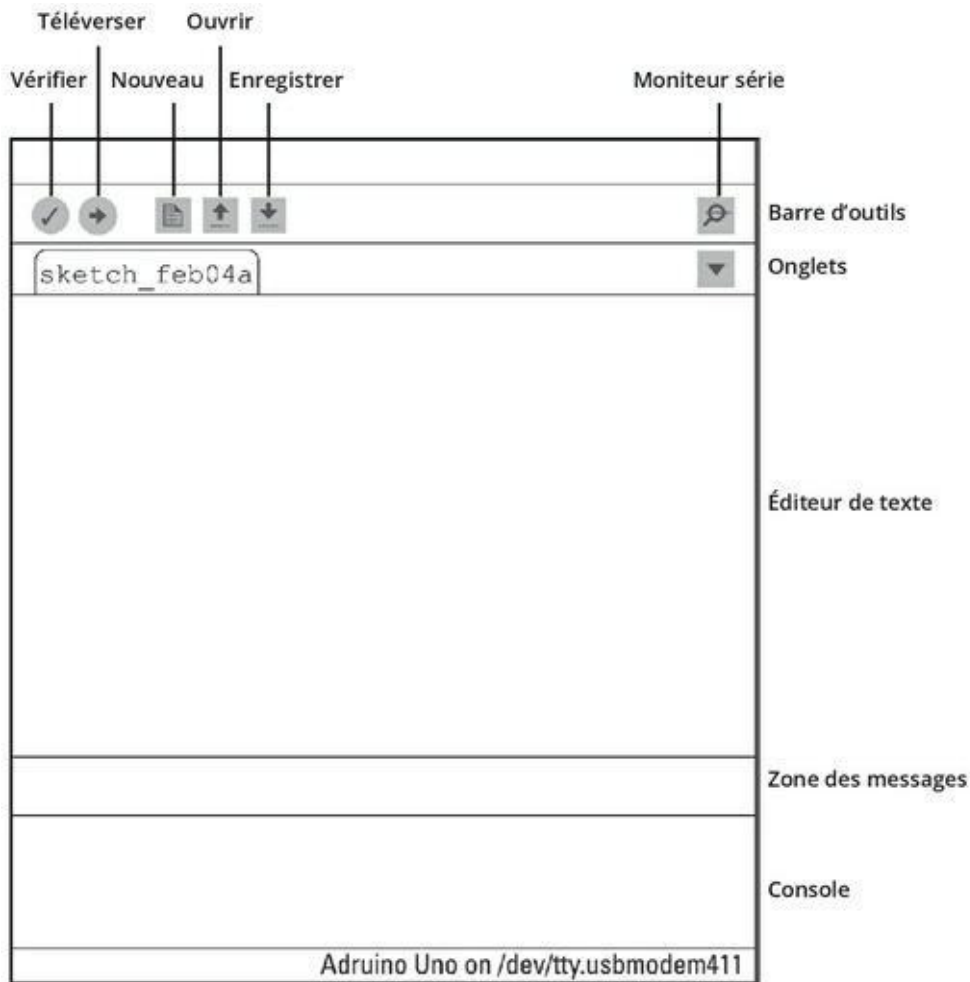 Téléverser Ouvrir
Vérifier Nouveau Enregistrer Moniteur série
Barre d'outils
sketch_feb04a Onglets
Éditeur de texte
Zone des messages
Console
Adruino Uno on /dev/tty.usbmodem411